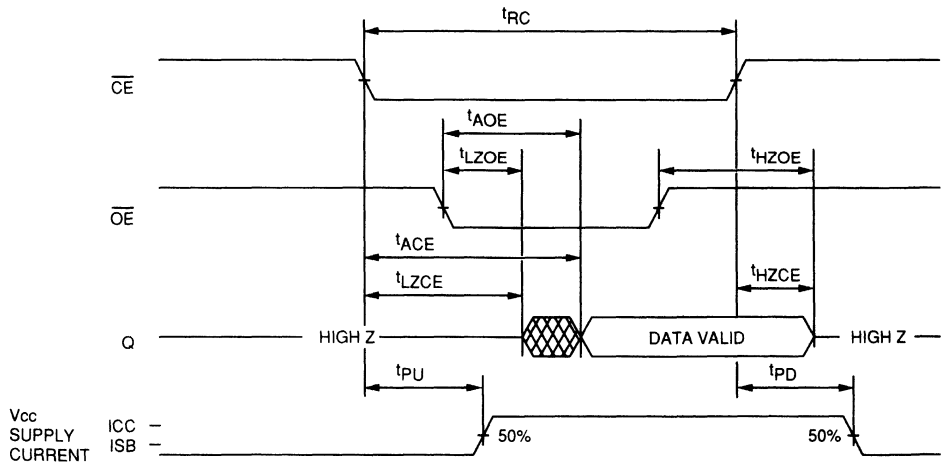 tRC
CE
tAOE
tLZOE
tHZOE
OE
tACE
tLZCE
tHZCE
Q
HIGH Z
DATA VALID
HIGH Z
tPU
tPD
Vcc
SUPPLY
CURRENT
ICC
ISB
50%
50%